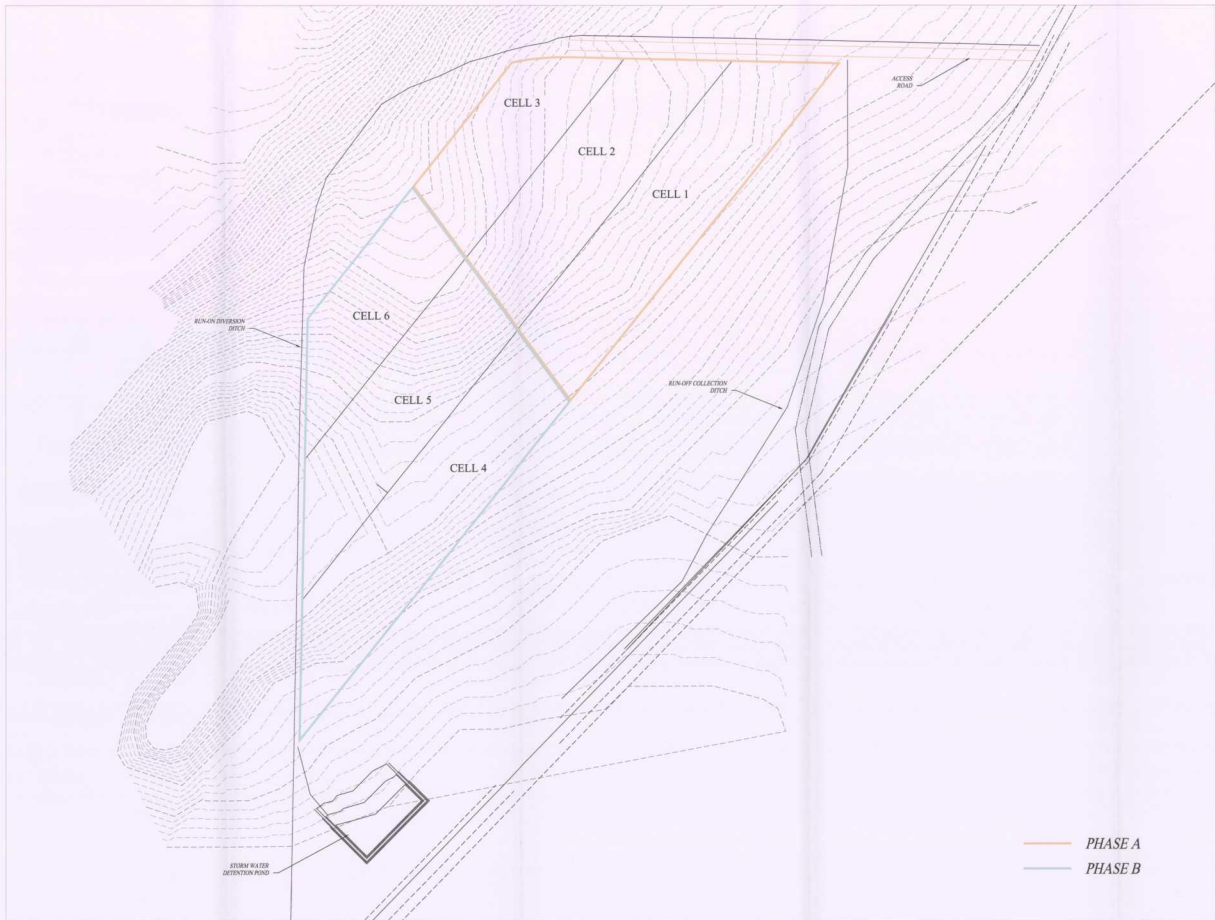 ACCESS
ROAD
CELL 3
CELL 2
CELL 1
CELL 6
RUN-ON DIVERSION
DITCH
RUN-OFF COLLECTION
DITCH
CELL 5
CELL 4
STORM WATER
DETENTION POND
PHASE A
PHASE B